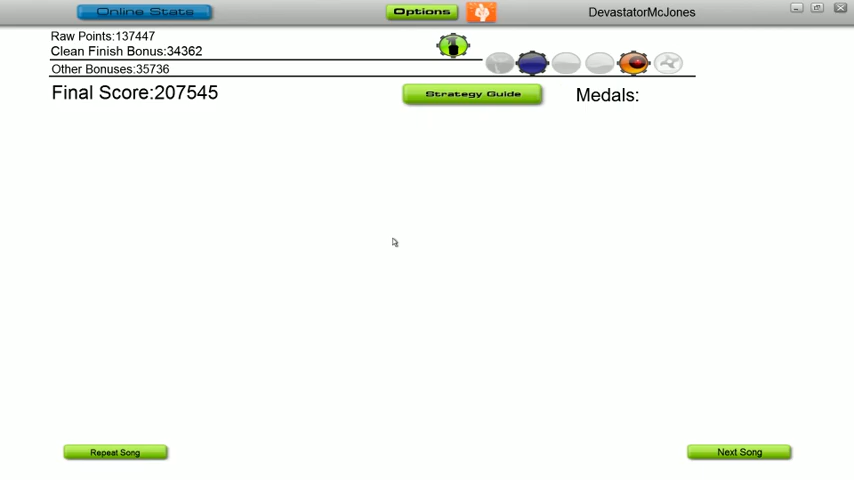 Online Stats
Options
DevastatorMcJones
Raw Points:137447
Clean Finish Bonus:34362
Other Bonuses:35736
Final Score:207545
Strategy Guide
Medals:
Repeat Song
Next Song